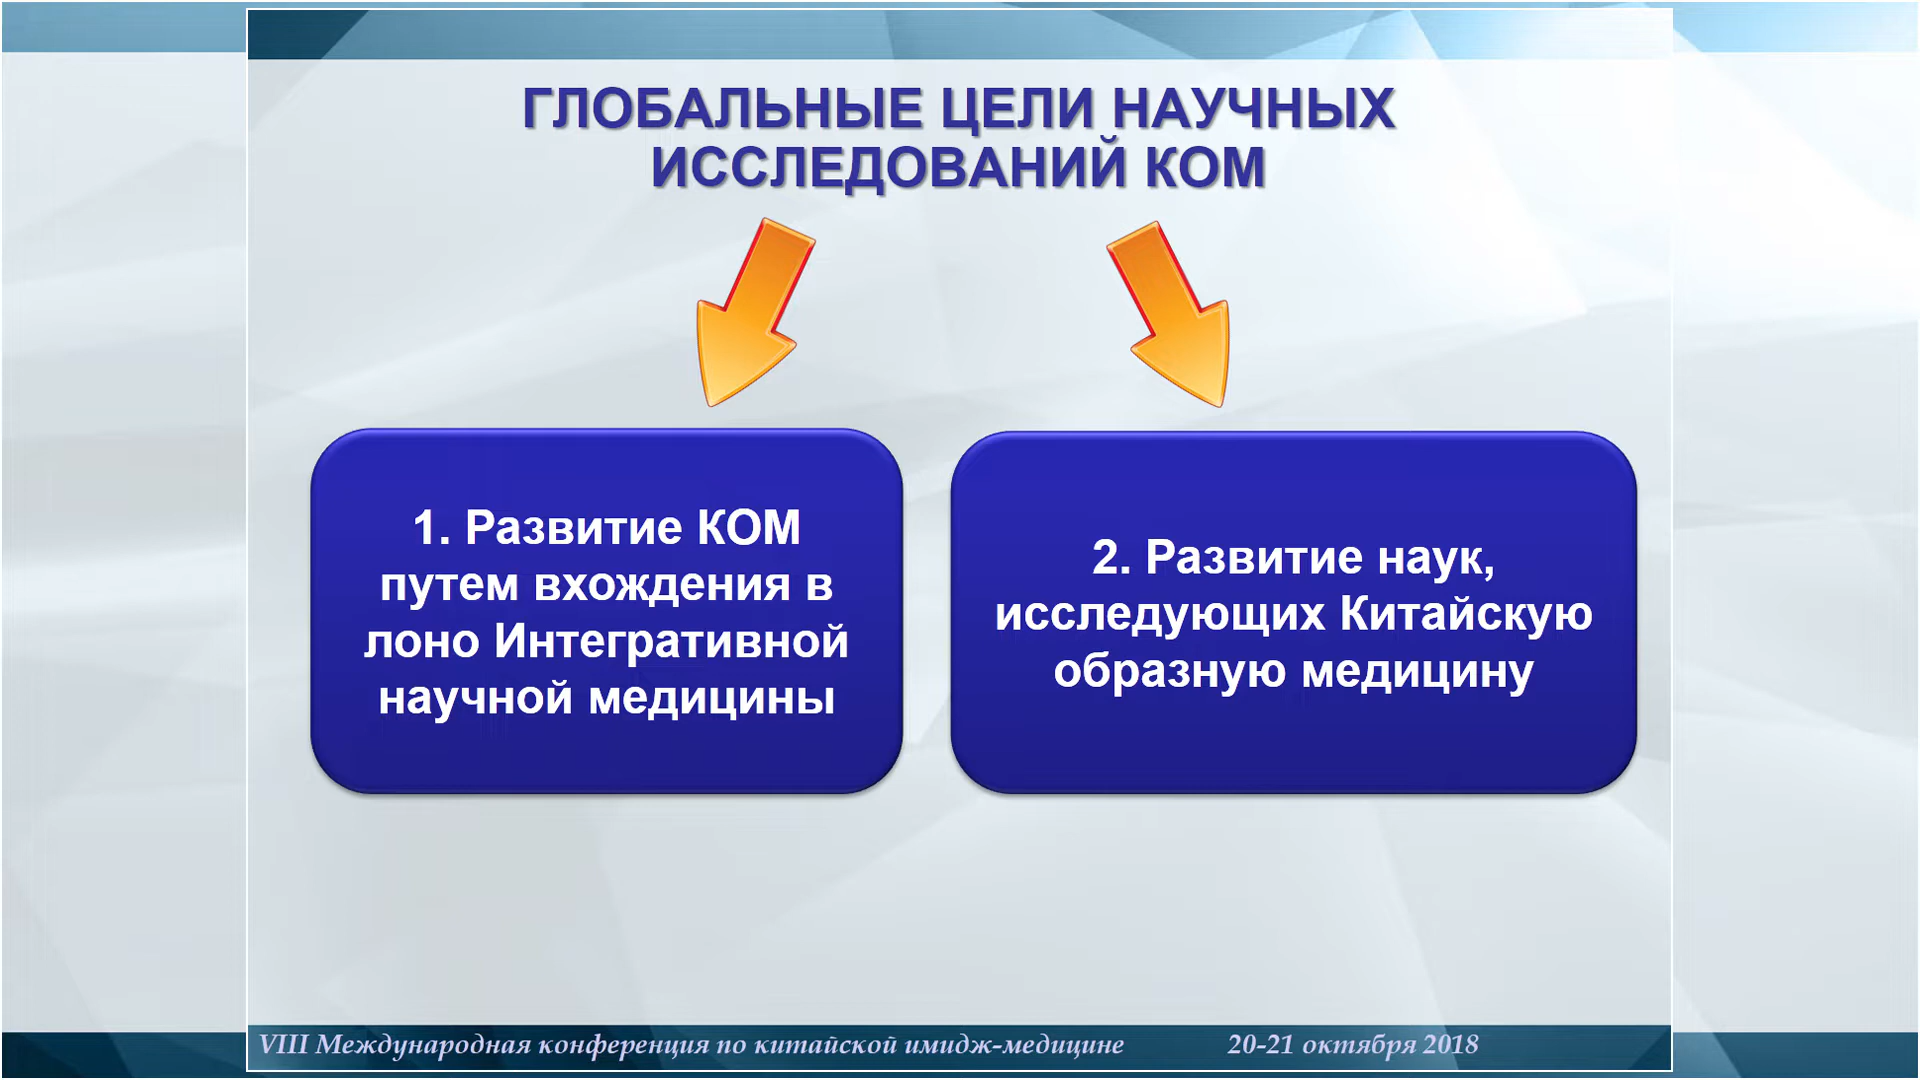 ГЛОБАЛЬНЫЕ ЦЕЛИ НАУЧНЫХ
ИССЛЕДОВАНИЙ КОМ
1. Развитие КОМ
путем вхождения в
лоно Интегративной
научной медицины
2. Развитие наук,
исследующих Китайскую
образную медицину
VIII Международная конференция по китайской имидж-медицине 20-21 октября 2018